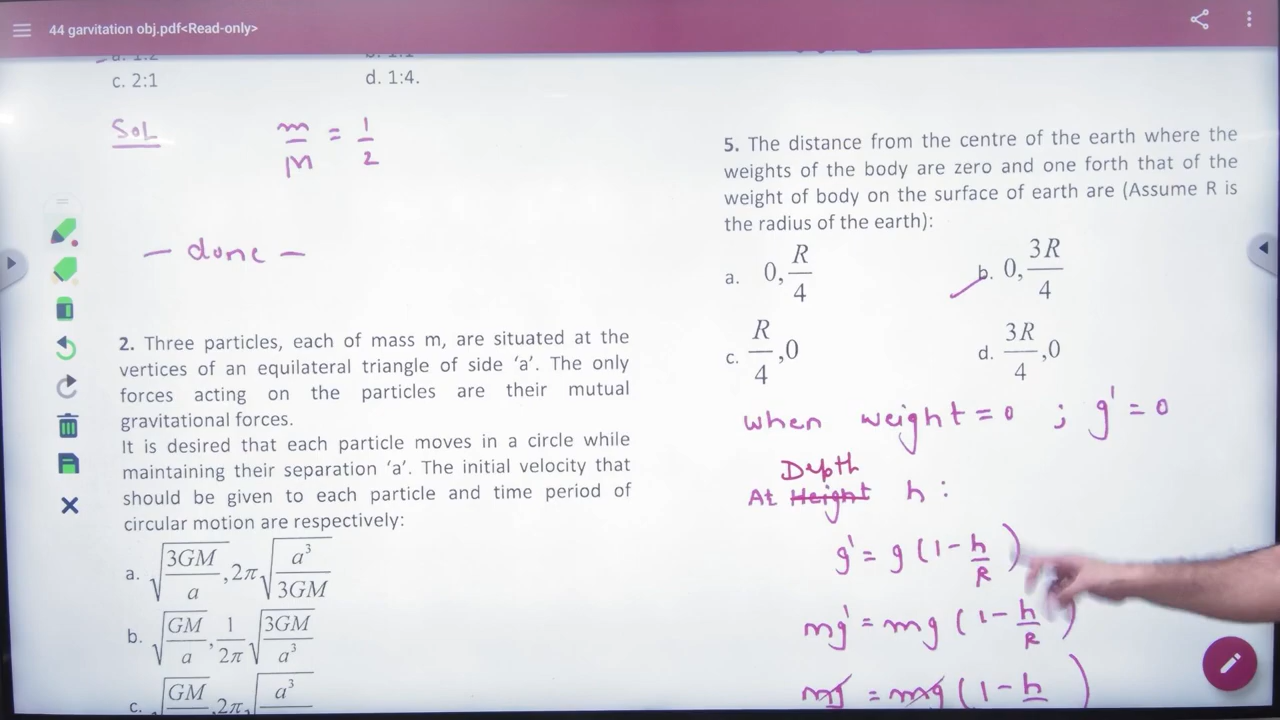 44 garvitation obj.pdf<Read-only>
c. 2:1
d. 1:4.
Sol
m/M = 1/2
— done —
2. Three particles, each of mass m, are situated at the
vertices of an equilateral triangle of side ‘a’. The only
forces acting on the particles are their mutual
gravitational forces.
It is desired that each particle moves in a circle while
maintaining their separation ‘a’. The initial velocity that
should be given to each particle and time period of
circular motion are respectively:
a. √(3GM/a), 2π√(a³/3GM)
b. √(GM/a), 1/2π √(3GM/a³)
c. √(GM/), 2π√(a³/)
5. The distance from the centre of the earth where the
weights of the body are zero and one forth that of the
weight of body on the surface of earth are (Assume R is
the radius of the earth):
a. 0, R/4
b. 0, 3R/4
c. R/4, 0
d. 3R/4, 0
When weight = 0 ; g' = 0
Depth
At Height h :
g' = g (1 - h/R)
mg' = mg (1 - h/R)
= mg (1 - h